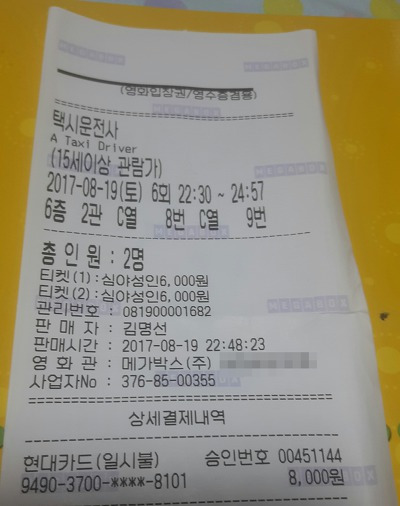 (영화입장권/영수증겸용)
==============================
택시운전사
A Taxi Driver
(15세이상 관람가)
2017-08-19(토) 6회 22:30 ~ 24:57
6층 2관 C열 8번 C열 9번
------------------------------
총 인 원 : 2명
티켓(1):심야성인6,000원
티켓(2):심야성인6,000원
관리번호 : 081900001682
판 매 자 : 김명선
판매시간 : 2017-08-19 22:48:23
영 화 관 : 메가박스(주)
사업자No : 376-85-00355
==============================
상세결제내역
------------------------------
현대카드(일시불) 승인번호 00451144
9490-3700-****-8101 8,000원